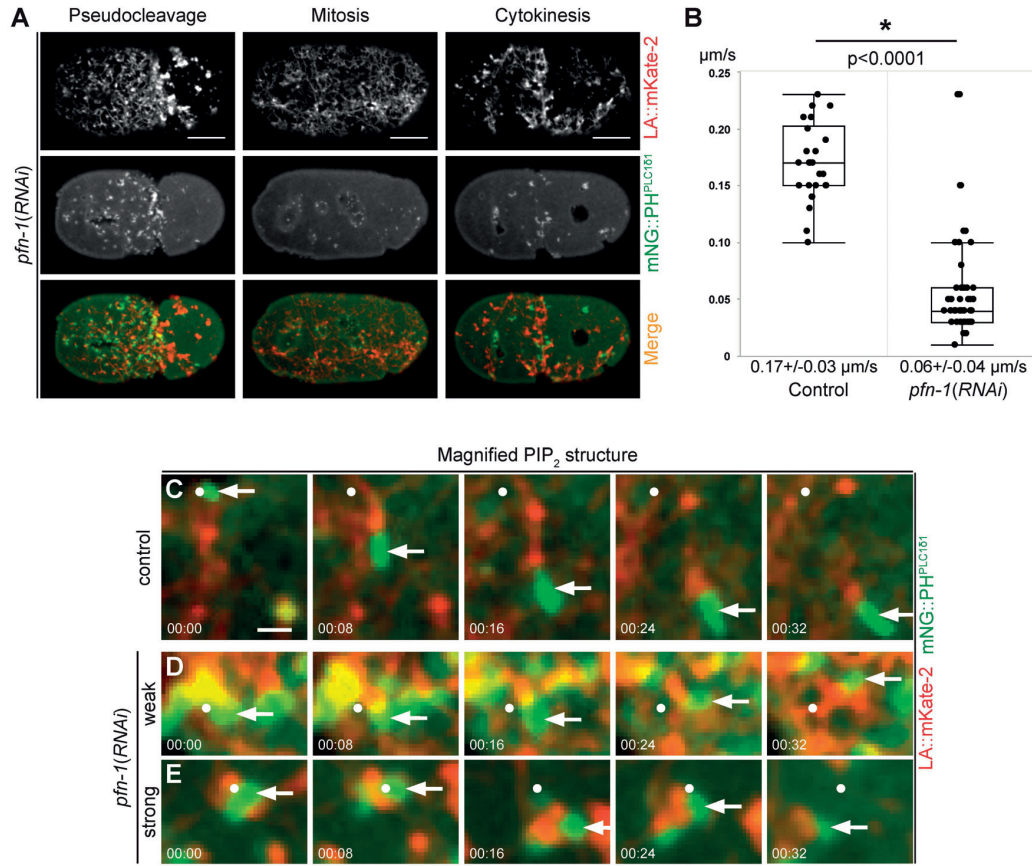 A
Pseudocleavage
Mitosis
Cytokinesis
pfn-1(RNAi)
LA::mKate-2
mNG::PHᴾᴸᶜ¹ᵟ¹
Merge
B
*
p<0.0001
μm/s
0.25
0.20
0.15
0.10
0.05
0
0.17+/-0.03 μm/s
0.06+/-0.04 μm/s
Control
pfn-1(RNAi)
Magnified PIP₂ structure
C
control
00:00
00:08
00:16
00:24
00:32
pfn-1(RNAi)
D
weak
00:00
00:08
00:16
00:24
00:32
E
strong
00:00
00:08
00:16
00:24
00:32
mNG::PHᴾᴸᶜ¹ᵟ¹
LA::mKate-2